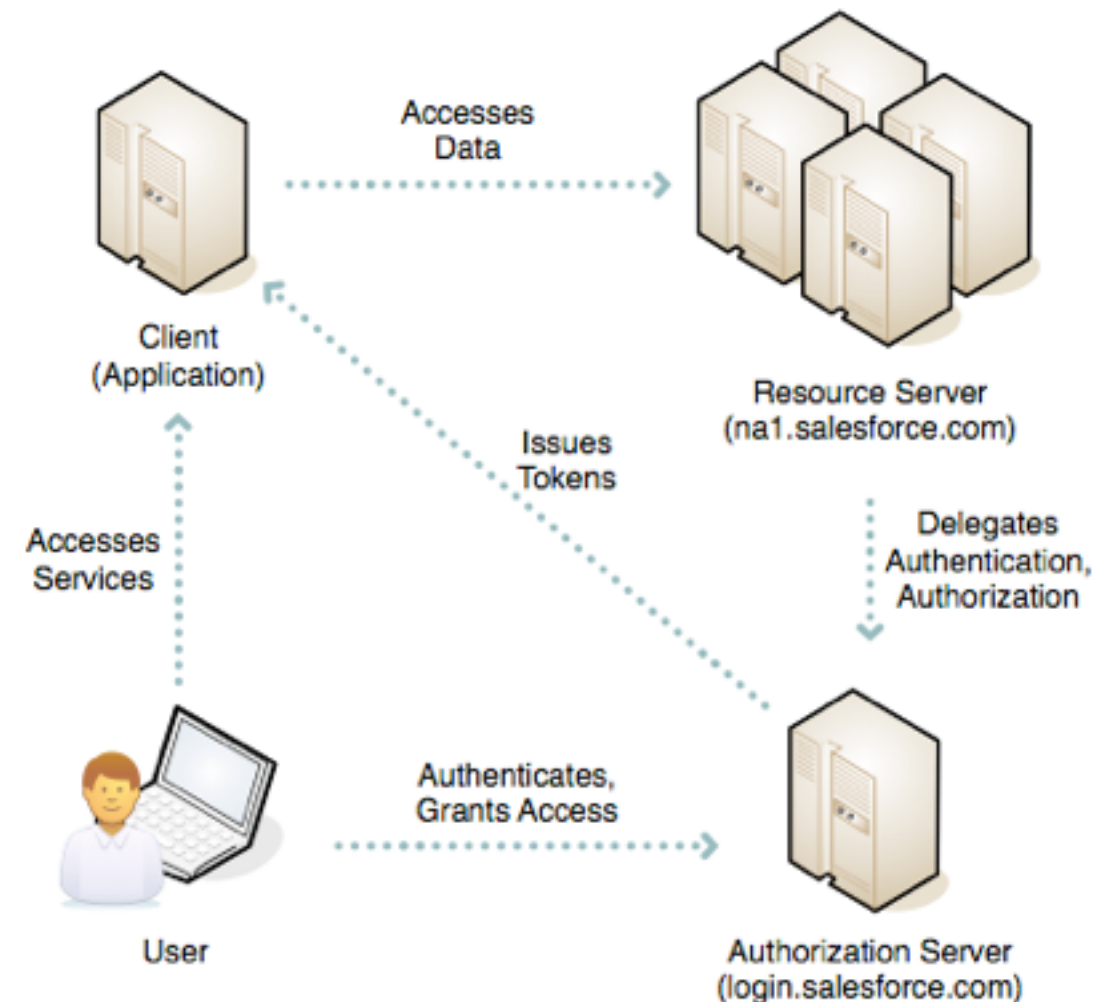 Accesses
Data
Client
(Application)
Resource Server
(na1.salesforce.com)
Issues
Tokens
Accesses
Services
Delegates
Authentication,
Authorization
Authenticates,
Grants Access
User
Authorization Server
(login.salesforce.com)